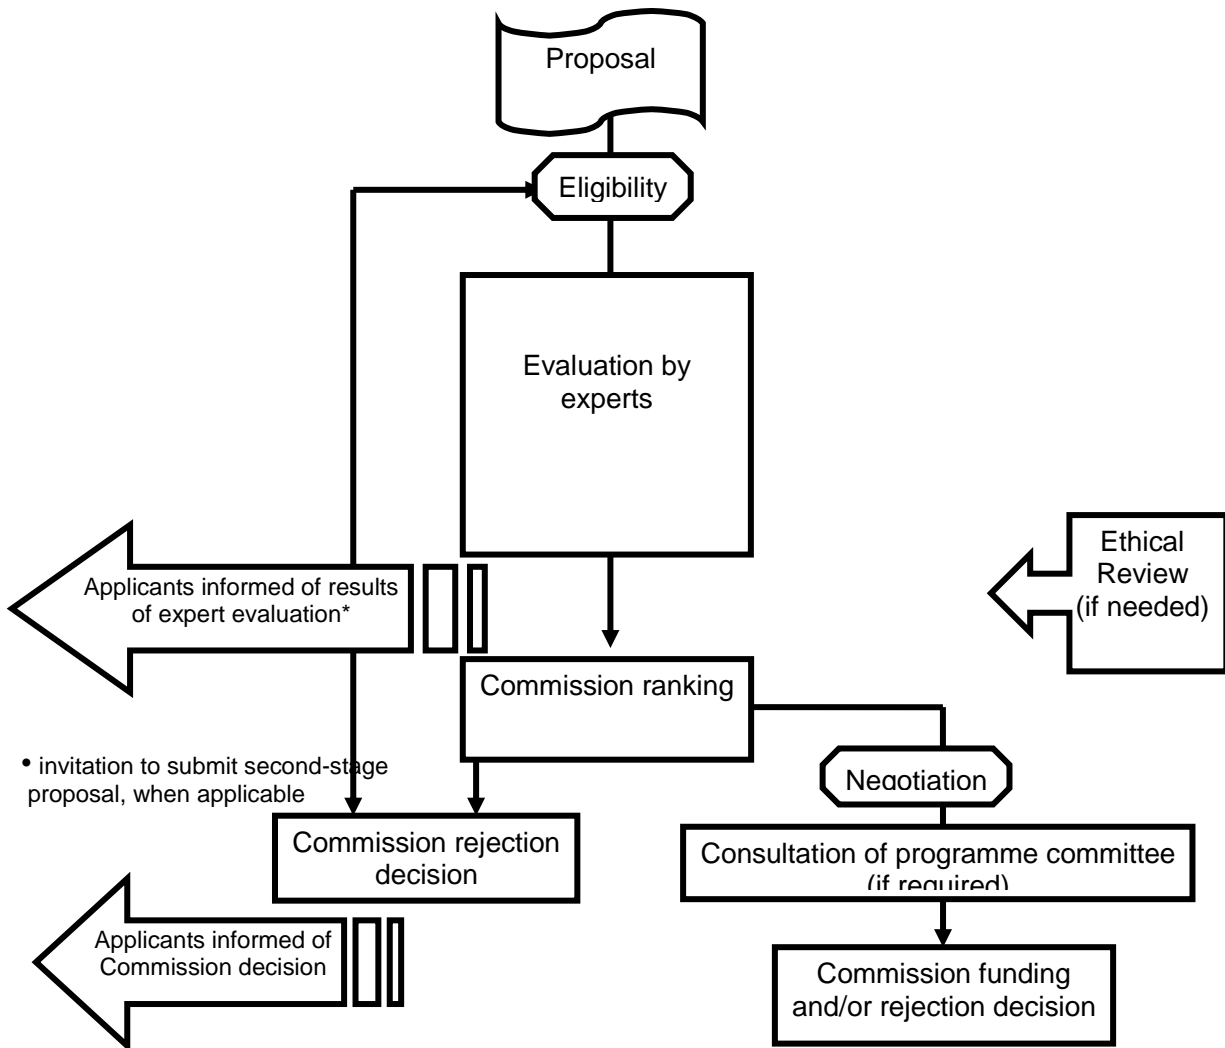 Proposal
Eligibility
Evaluation by
experts
Ethical
Review
(if needed)
Applicants informed of results
of expert evaluation*
Commission ranking
• invitation to submit second-stage
proposal, when applicable
Negotiation
Commission rejection
decision
Consultation of programme committee
(if required)
Applicants informed of
Commission decision
Commission funding
and/or rejection decision